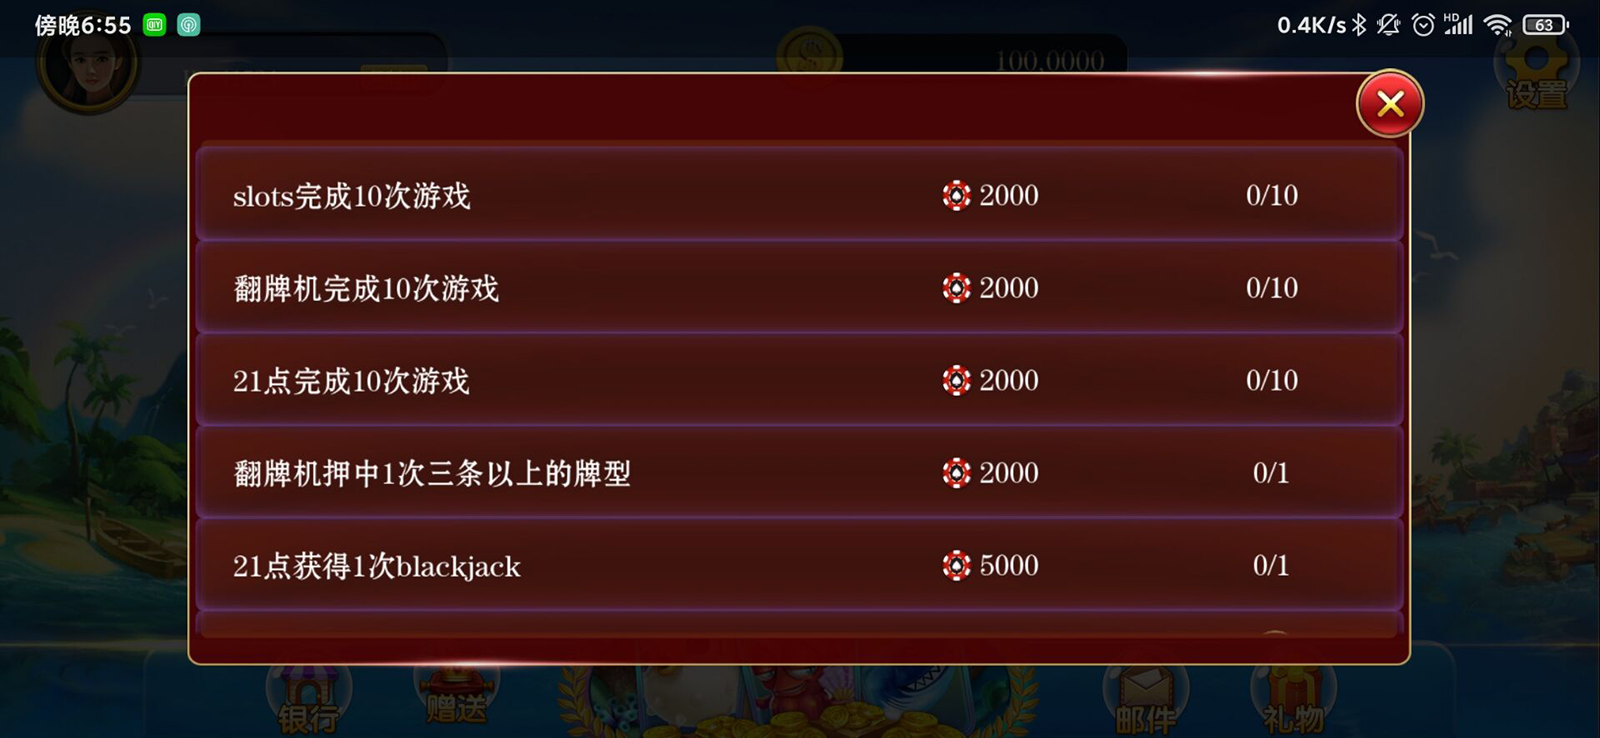 傍晚6:55
0.4K/s HD 63
100,0000
设置
slots完成10次游戏 2000 0/10
翻牌机完成10次游戏 2000 0/10
21点完成10次游戏 2000 0/10
翻牌机押中1次三条以上的牌型 2000 0/1
21点获得1次blackjack 5000 0/1
银行 赠送 邮件 礼物